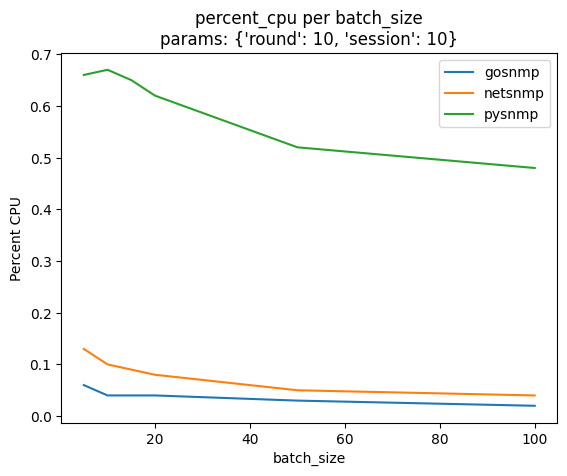 percent_cpu per batch_size
params: {'round': 10, 'session': 10}
gosnmp
netsnmp
pysnmp
Percent CPU
0.7
0.6
0.5
0.4
0.3
0.2
0.1
0.0
20
40
60
80
100
batch_size